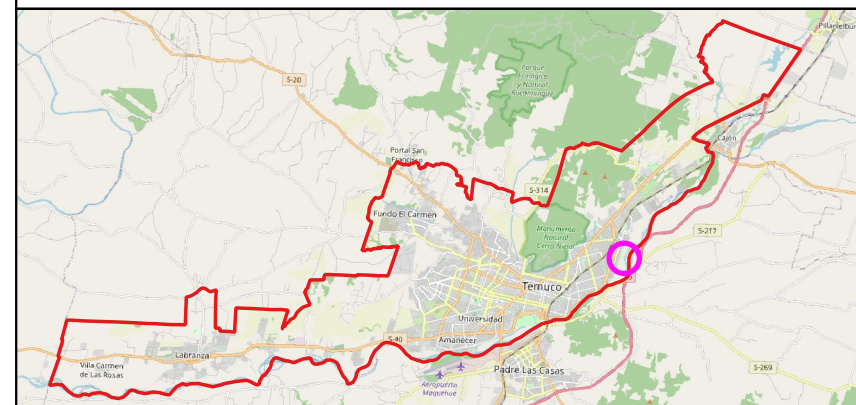 Pillanlelbún
S-20
Parque
Ecológico
y Natural
Rucamanque
Cajón
Portal San
Francisco
S-314
Fundo El Carmen
Monumento
Natural
Cerro Ñielol
S-217
Temuco
Universidad
S-40
Amanecer
Labranza
Villa Carmen
de Las Rosas
Padre Las Casas
S-269
Aeropuerto
Maquehue